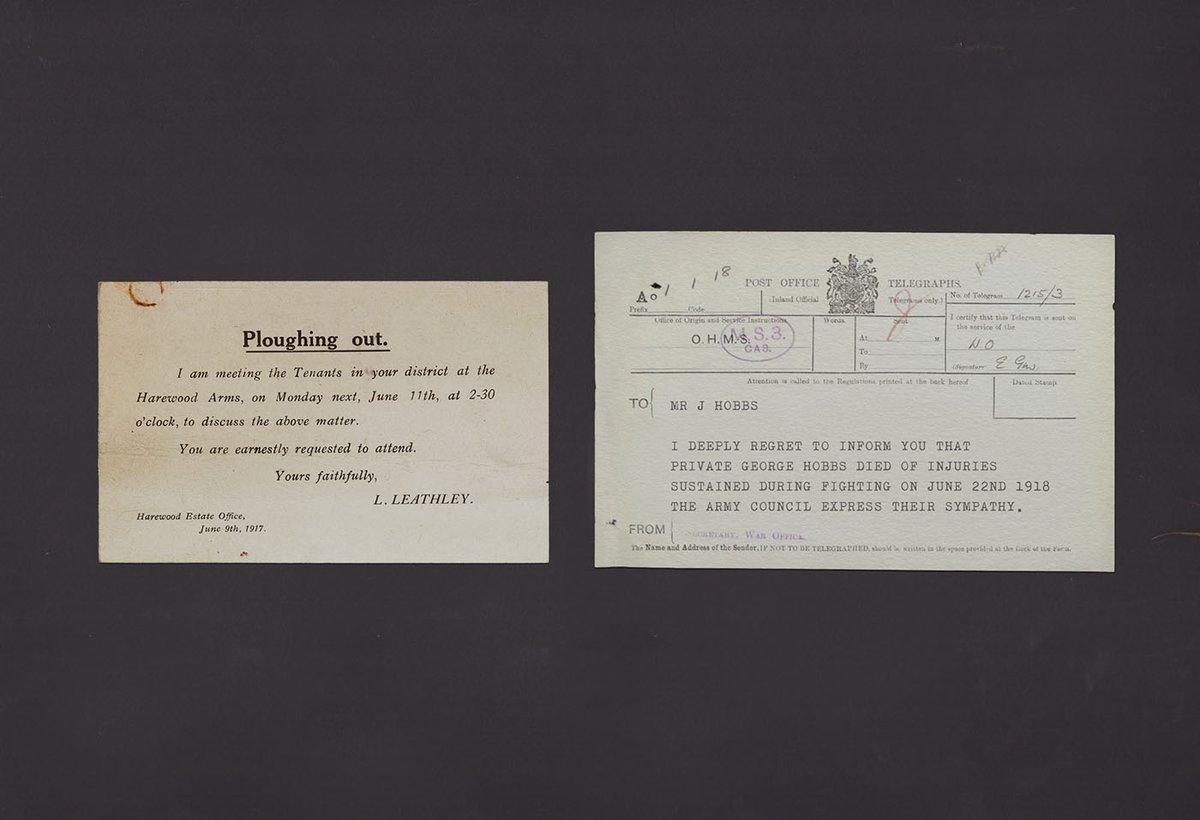 Ploughing out.
I am meeting the Tenants in your district at the
Harewood Arms, on Monday next, June 11th, at 2-30
o'clock, to discuss the above matter.
You are earnestly requested to attend.
Yours faithfully,
L. LEATHLEY.
Harewood Estate Office,
June 9th, 1917.
1 1 18
POST OFFICE TELEGRAPHS.
A
Prefix Code
(Inland Official Telegrams only.)
No. of Telegram 1215/3
Office of Origin and Service Instructions
Words
Sent
I certify that this Telegram is sent on
the service of the
O. H. M. S.
M.S.3.
CAS.
At M
To
By
(Signature)
Attention is called to the Regulations printed at the back hereof
Dated Stamp
TO MR J HOBBS
I DEEPLY REGRET TO INFORM YOU THAT
PRIVATE GEORGE HOBBS DIED OF INJURIES
SUSTAINED DURING FIGHTING ON JUNE 22ND 1918
THE ARMY COUNCIL EXPRESS THEIR SYMPATHY.
FROM
SECRETARY, WAR OFFICE.
The Name and Address of the Sender, IF NOT TO BE TELEGRAPHED, should be written in the space provided at the Back of the Form.